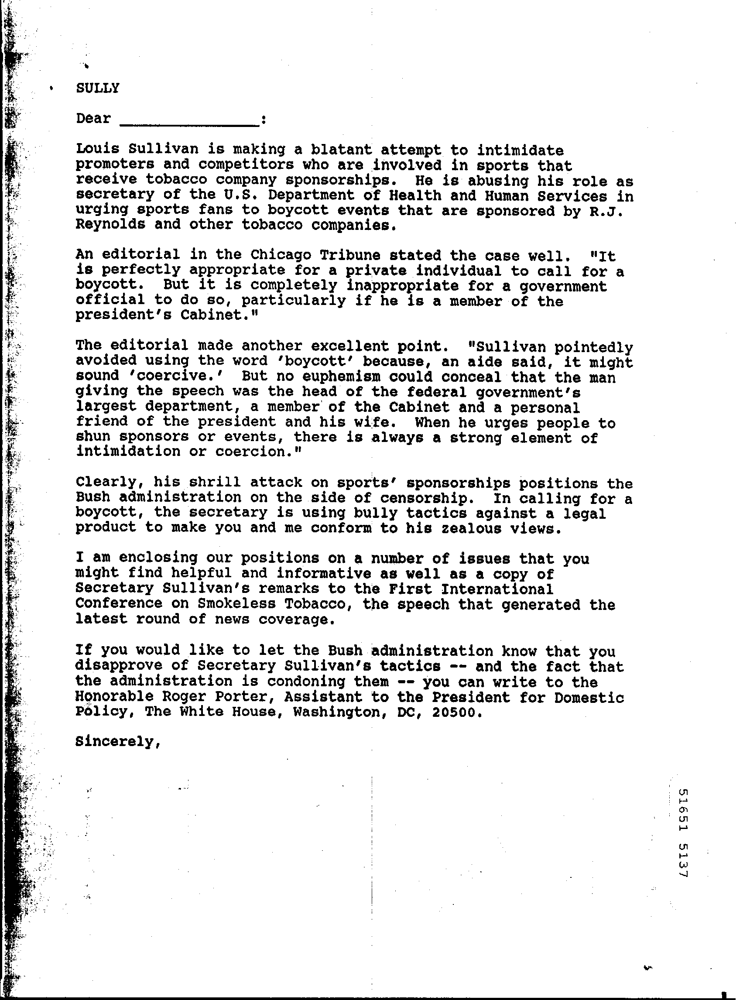 SULLY
Dear _________________:
Louis Sullivan is making a blatant attempt to intimidate
promoters and competitors who are involved in sports that
receive tobacco company sponsorships.  He is abusing his role as
secretary of the U.S. Department of Health and Human Services in
urging sports fans to boycott events that are sponsored by R.J.
Reynolds and other tobacco companies.
An editorial in the Chicago Tribune stated the case well.  "It
is perfectly appropriate for a private individual to call for a
boycott.  But it is completely inappropriate for a government
official to do so, particularly if he is a member of the
president's Cabinet."
The editorial made another excellent point.  "Sullivan pointedly
avoided using the word 'boycott' because, an aide said, it might
sound 'coercive.'  But no euphemism could conceal that the man
giving the speech was the head of the federal government's
largest department, a member of the Cabinet and a personal
friend of the president and his wife.  When he urges people to
shun sponsors or events, there is always a strong element of
intimidation or coercion."
Clearly, his shrill attack on sports' sponsorships positions the
Bush administration on the side of censorship.  In calling for a
boycott, the secretary is using bully tactics against a legal
product to make you and me conform to his zealous views.
I am enclosing our positions on a number of issues that you
might find helpful and informative as well as a copy of
Secretary Sullivan's remarks to the First International
Conference on Smokeless Tobacco, the speech that generated the
latest round of news coverage.
If you would like to let the Bush administration know that you
disapprove of Secretary Sullivan's tactics -- and the fact that
the administration is condoning them -- you can write to the
Honorable Roger Porter, Assistant to the President for Domestic
Policy, The White House, Washington, DC, 20500.
Sincerely,
51651 5137